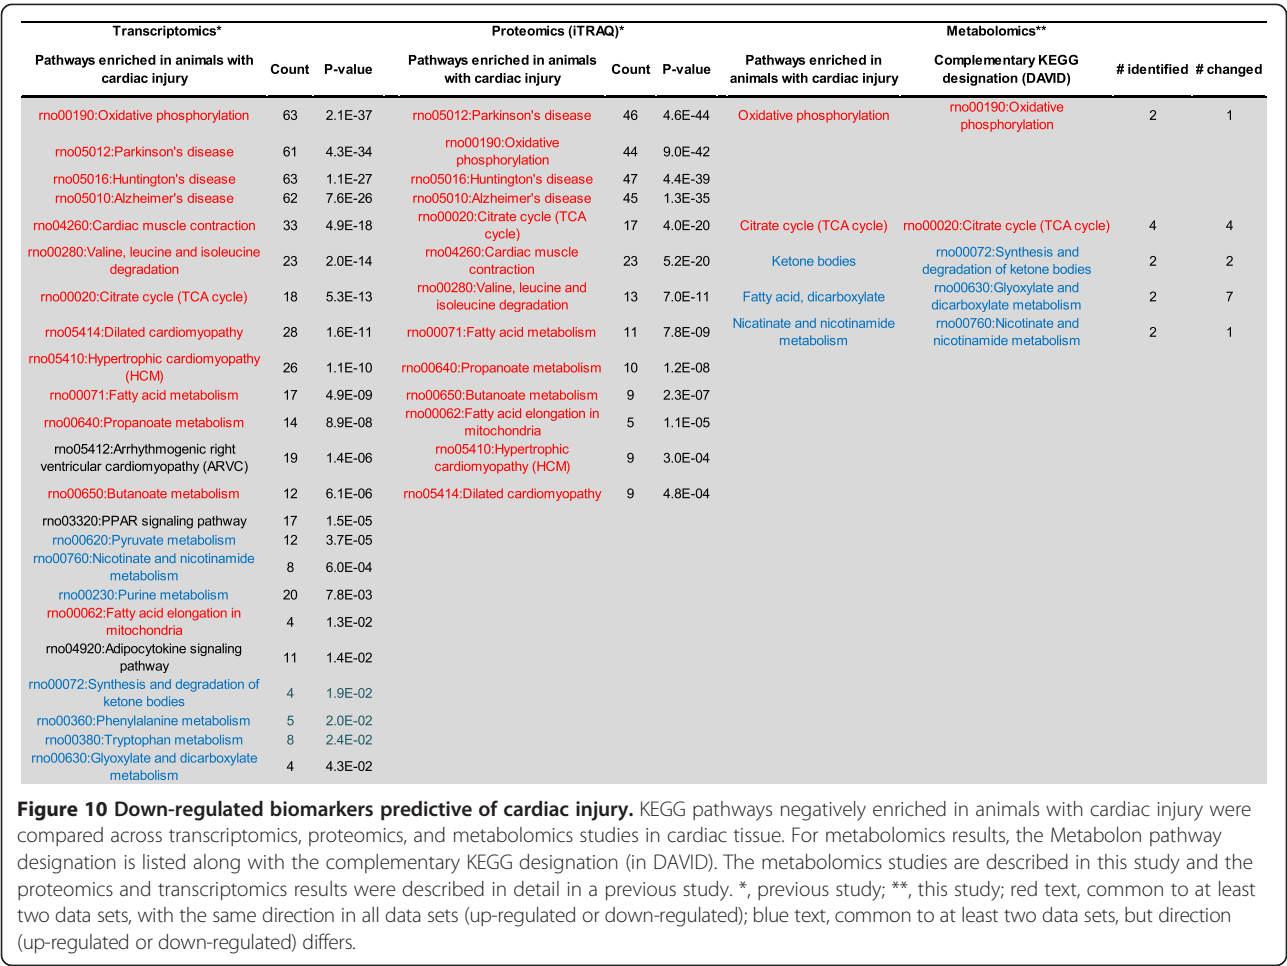 Transcriptomics* Proteomics (iTRAQ)* Metabolomics**
Pathways enriched in animals with cardiac injury Count P-value Pathways enriched in animals with cardiac injury Count P-value Pathways enriched in animals with cardiac injury Complementary KEGG designation (DAVID) # identified # changed
rno00190:Oxidative phosphorylation 63 2.1E-37 rno05012:Parkinson's disease 46 4.6E-44 Oxidative phosphorylation rno00190:Oxidative phosphorylation 2 1
rno05012:Parkinson's disease 61 4.3E-34 rno00190:Oxidative phosphorylation 44 9.0E-42
rno05016:Huntington's disease 63 1.1E-27 rno05016:Huntington's disease 47 4.4E-39
rno05010:Alzheimer's disease 62 7.6E-26 rno05010:Alzheimer's disease 45 1.3E-35
rno04260:Cardiac muscle contraction 33 4.9E-18 rno00020:Citrate cycle (TCA cycle) 17 4.0E-20 Citrate cycle (TCA cycle) rno00020:Citrate cycle (TCA cycle) 4 4
rno00280:Valine, leucine and isoleucine degradation 23 2.0E-14 rno04260:Cardiac muscle contraction 23 5.2E-20 Ketone bodies rno00072:Synthesis and degradation of ketone bodies 2 2
rno00020:Citrate cycle (TCA cycle) 18 5.3E-13 rno00280:Valine, leucine and isoleucine degradation 13 7.0E-11 Fatty acid, dicarboxylate rno00630:Glyoxylate and dicarboxylate metabolism 2 7
rno05414:Dilated cardiomyopathy 28 1.6E-11 rno00071:Fatty acid metabolism 11 7.8E-09 Nicatinate and nicotinamide metabolism rno00760:Nicotinate and nicotinamide metabolism 2 1
rno05410:Hypertrophic cardiomyopathy (HCM) 26 1.1E-10 rno00640:Propanoate metabolism 10 1.2E-08
rno00071:Fatty acid metabolism 17 4.9E-09 rno00650:Butanoate metabolism 9 2.3E-07
rno00640:Propanoate metabolism 14 8.9E-08 rno00062:Fatty acid elongation in mitochondria 5 1.1E-05
rno05412:Arrhythmogenic right ventricular cardiomyopathy (ARVC) 19 1.4E-06 rno05410:Hypertrophic cardiomyopathy (HCM) 9 3.0E-04
rno00650:Butanoate metabolism 12 6.1E-06 rno05414:Dilated cardiomyopathy 9 4.8E-04
rno03320:PPAR signaling pathway 17 1.5E-05
rno00620:Pyruvate metabolism 12 3.7E-05
rno00760:Nicotinate and nicotinamide metabolism 8 6.0E-04
rno00230:Purine metabolism 20 7.8E-03
rno00062:Fatty acid elongation in mitochondria 4 1.3E-02
rno04920:Adipocytokine signaling pathway 11 1.4E-02
rno00072:Synthesis and degradation of ketone bodies 4 1.9E-02
rno00360:Phenylalanine metabolism 5 2.0E-02
rno00380:Tryptophan metabolism 8 2.4E-02
rno00630:Glyoxylate and dicarboxylate metabolism 4 4.3E-02
Figure 10 Down-regulated biomarkers predictive of cardiac injury. KEGG pathways negatively enriched in animals with cardiac injury were
compared across transcriptomics, proteomics, and metabolomics studies in cardiac tissue. For metabolomics results, the Metabolon pathway
designation is listed along with the complementary KEGG designation (in DAVID). The metabolomics studies are described in this study and the
proteomics and transcriptomics results were described in detail in a previous study. *, previous study; **, this study; red text, common to at least
two data sets, with the same direction in all data sets (up-regulated or down-regulated); blue text, common to at least two data sets, but direction
(up-regulated or down-regulated) differs.